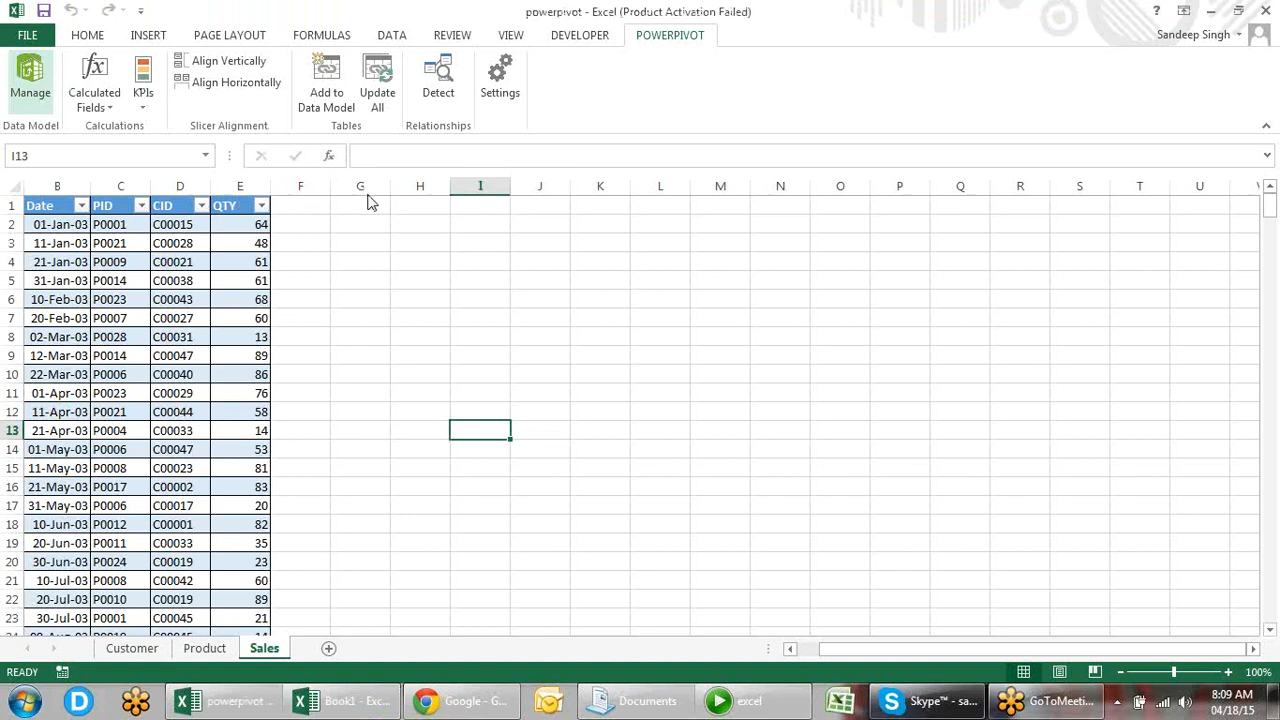 powerpivot - Excel (Product Activation Failed)
FILE HOME INSERT PAGE LAYOUT FORMULAS DATA REVIEW VIEW DEVELOPER POWERPIVOT Sandeep Singh
Manage
Calculated Fields
KPIs
Align Vertically
Align Horizontally
Add to Data Model
Update All
Detect
Settings
Data Model Calculations Slicer Alignment Tables Relationships
I13 fx
B C D E F G H I J K L M N O P Q R S T U
1 Date PID CID QTY
2 01-Jan-03 P0001 C00015 64
3 11-Jan-03 P0021 C00028 48
4 21-Jan-03 P0009 C00021 61
5 31-Jan-03 P0014 C00038 61
6 10-Feb-03 P0023 C00043 68
7 20-Feb-03 P0007 C00027 60
8 02-Mar-03 P0028 C00031 13
9 12-Mar-03 P0014 C00047 89
10 22-Mar-03 P0006 C00040 86
11 01-Apr-03 P0023 C00029 76
12 11-Apr-03 P0021 C00044 58
13 21-Apr-03 P0004 C00033 14
14 01-May-03 P0006 C00047 53
15 11-May-03 P0008 C00023 81
16 21-May-03 P0017 C00002 83
17 31-May-03 P0006 C00017 20
18 10-Jun-03 P0012 C00001 82
19 20-Jun-03 P0011 C00033 35
20 30-Jun-03 P0024 C00019 23
21 10-Jul-03 P0008 C00042 60
22 20-Jul-03 P0010 C00019 89
23 30-Jul-03 P0001 C00045 21
Customer Product Sales
READY 100%
powerpivot ... Book1 - Exc... Google - G... Documents excel Skype™ - sa... GoToMeeti... 8:09 AM
04/18/15